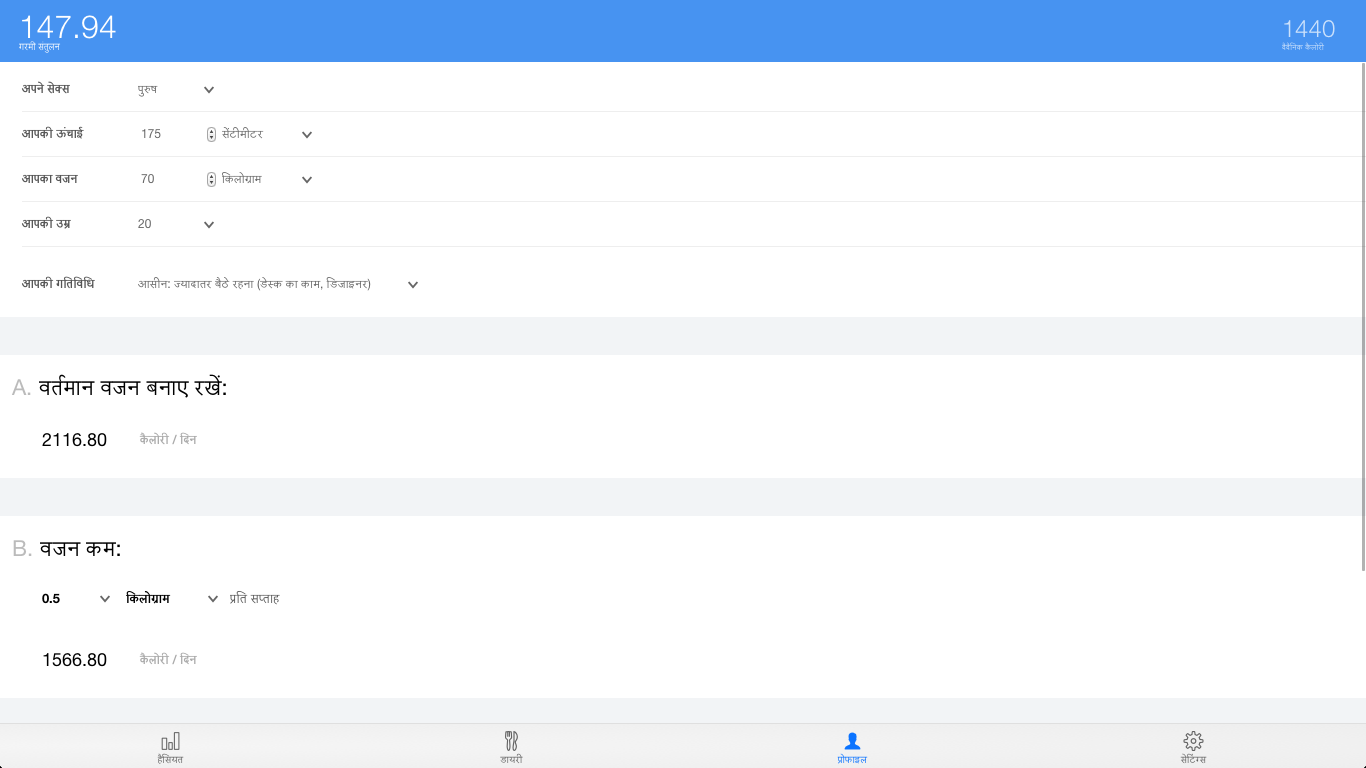 147.94
गरमी संतुलन
1440
दैदैनिक कैलोरी
अपने सेक्स पुरुष
आपकी ऊंचाई 175 सेंटीमीटर
आपका वजन 70 किलोग्राम
आपकी उम्र 20
आपकी गतिविधि आसीन: ज्यादातर बैठे रहना (डेस्क का काम, डिजाइनर)
A. वर्तमान वजन बनाए रखें:
2116.80 कैलोरी / दिन
B. वजन कम:
0.5 किलोग्राम प्रति सप्ताह
1566.80 कैलोरी / दिन
हैसियत डायरी प्रोफाइल सेटिंग्स